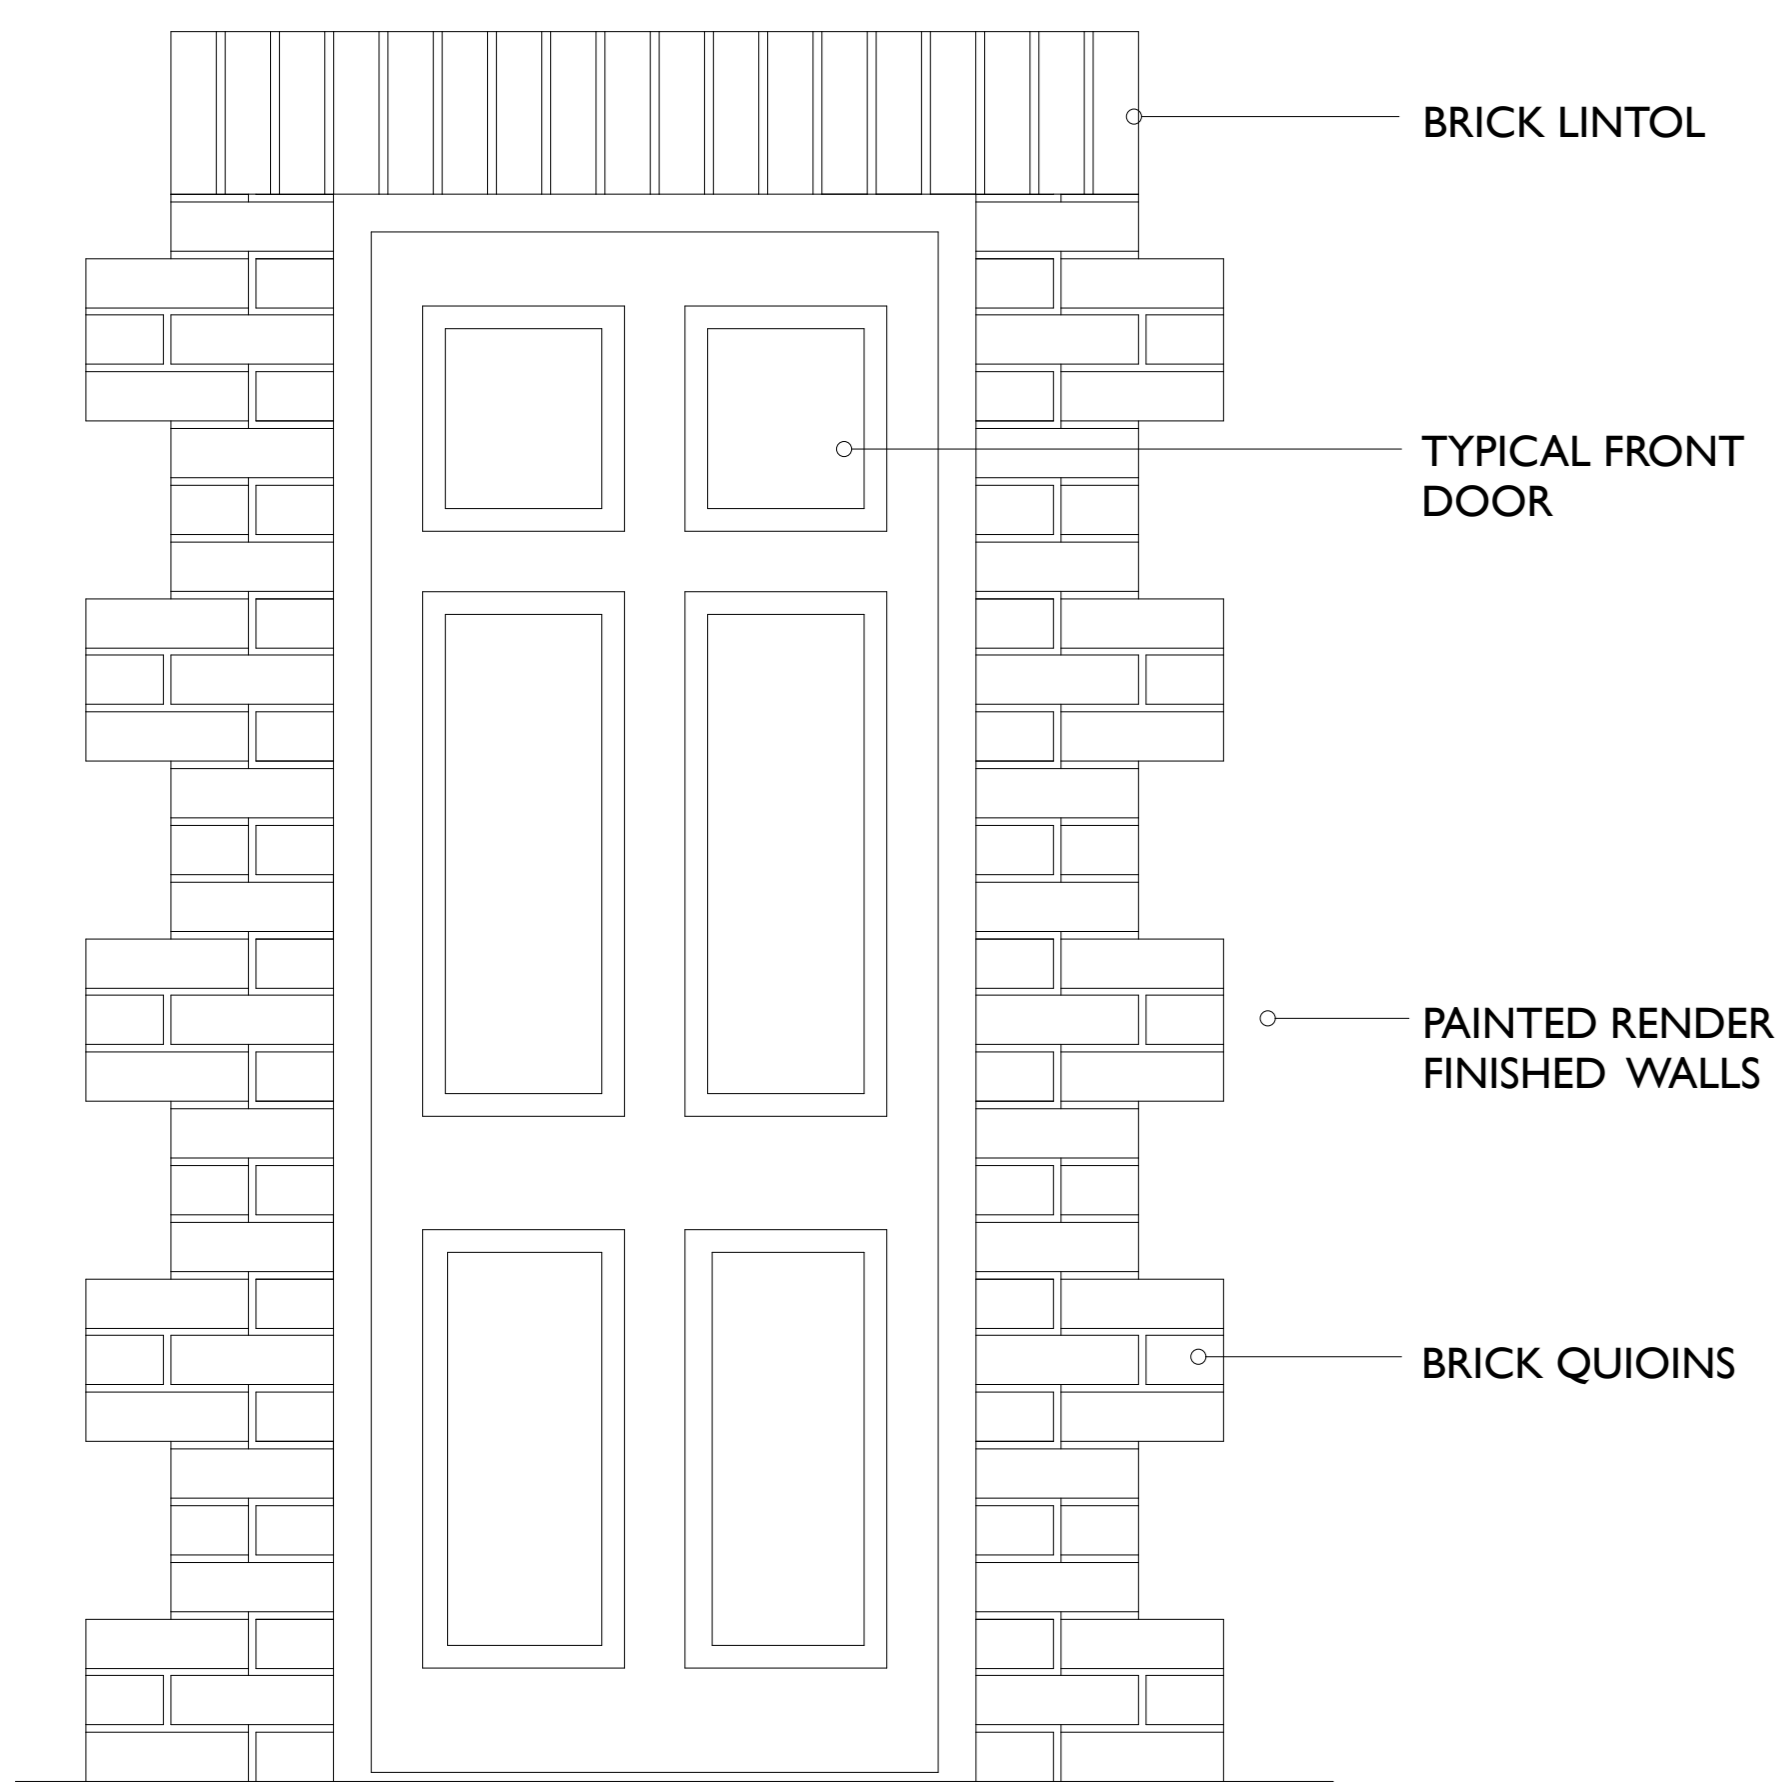 BRICK LINTOL
TYPICAL FRONT
DOOR
PAINTED RENDER
FINISHED WALLS
BRICK QUIOINS